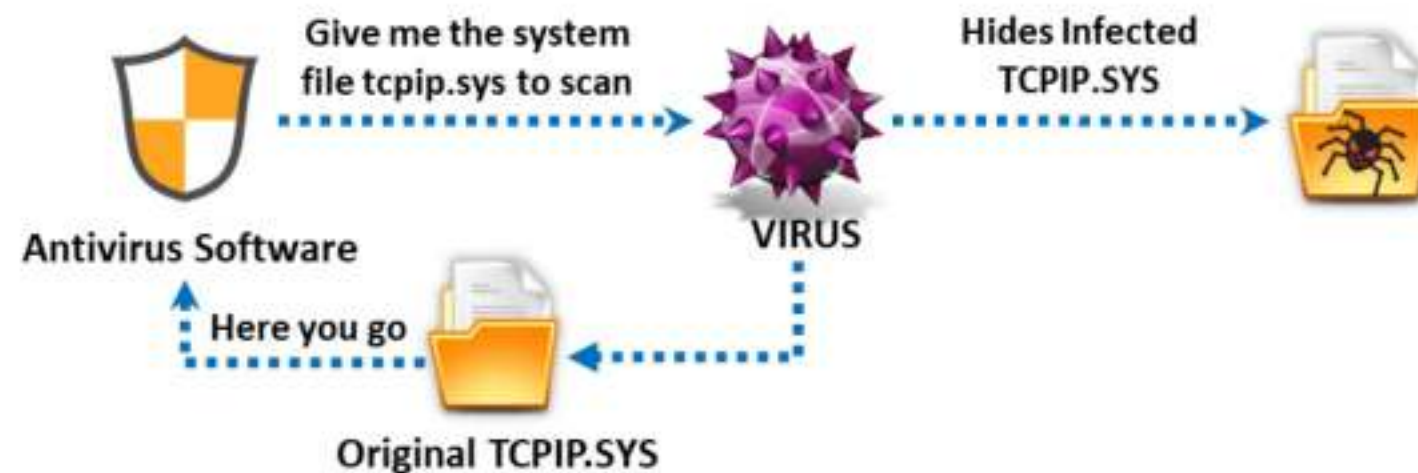 Give me the system
file tcpip.sys to scan
Hides Infected
TCPIP.SYS
Antivirus Software
VIRUS
Here you go
Original TCPIP.SYS